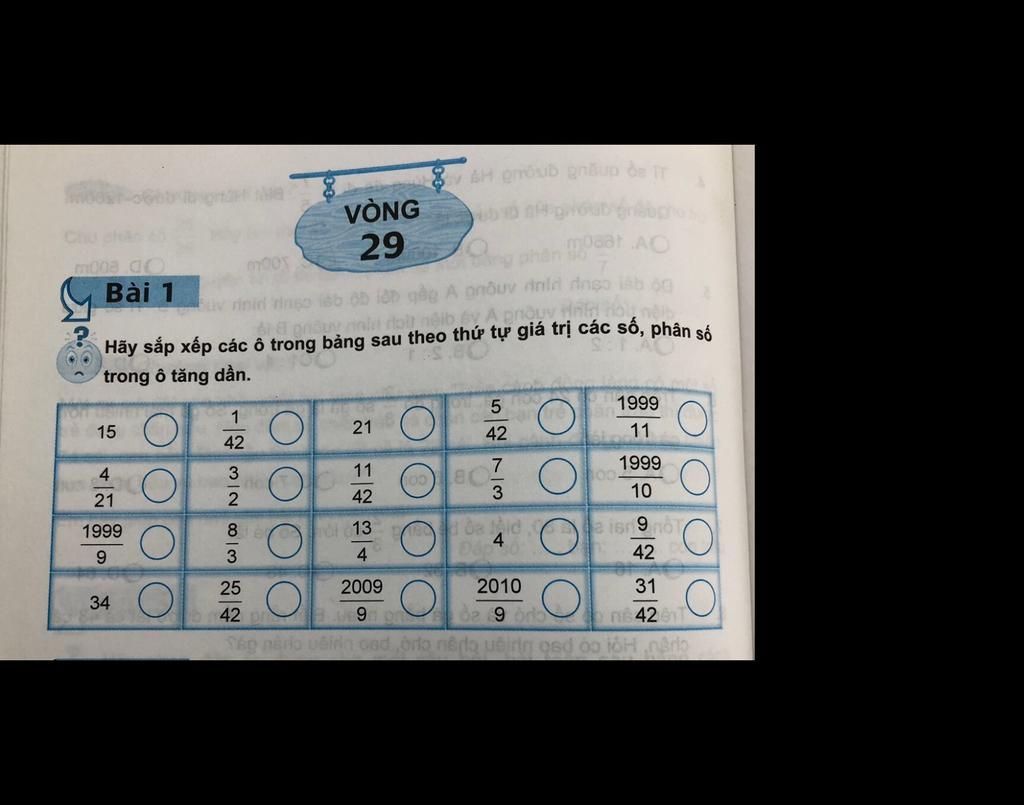 VÒNG
29
Bài 1
Hãy sắp xếp các ô trong bảng sau theo thứ tự giá trị các số, phân số
trong ô tăng dần.
15 1/42 21 5/42 1999/11
4/21 3/2 11/42 7/3 1999/10
1999/9 8/3 13/4 4 9/42
34 25/42 2009/9 2010/9 31/42